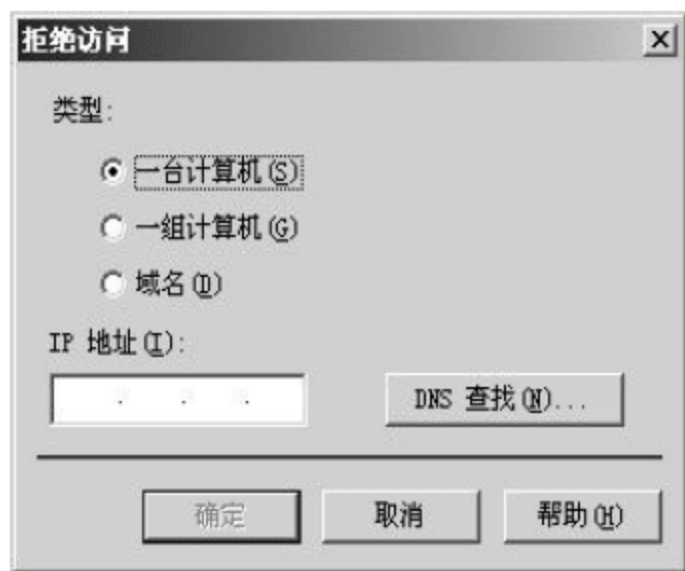 拒绝访问
类型:
一台计算机(S)
一组计算机(G)
域名(D)
IP 地址(I):
DNS 查找(N)...
确定 取消 帮助(H)